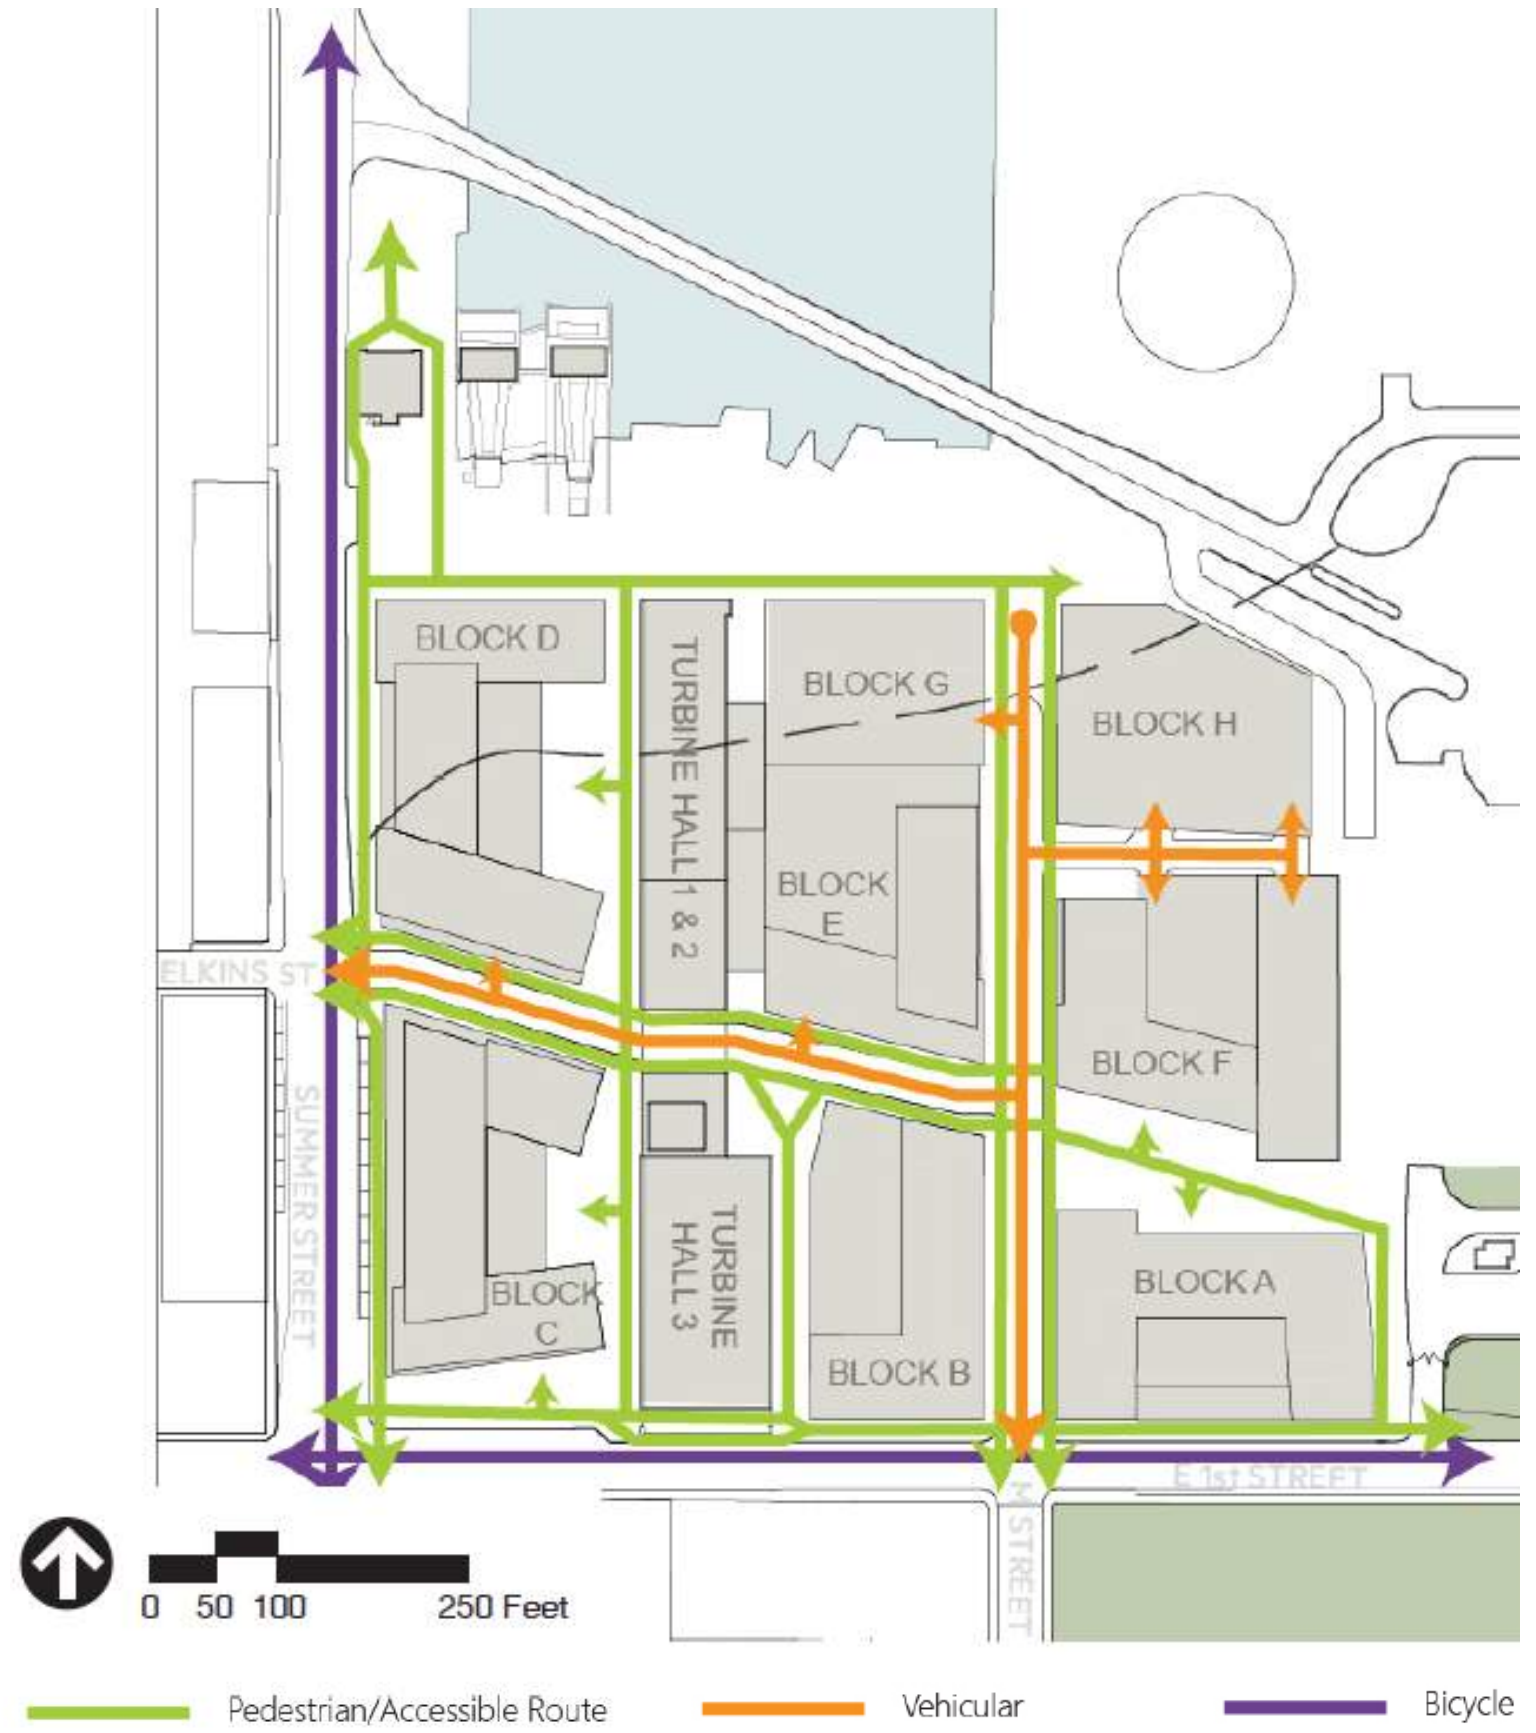 BLOCK D
BLOCK G
BLOCK H
TURBINE HALL 1 & 2
BLOCK
E
ELKINS ST
BLOCK F
SUMMER STREET
TURBINE
HALL 3
BLOCK
C
BLOCK A
BLOCK B
E 1st STREET
M STREET
0 50 100 250 Feet
Pedestrian/Accessible Route Vehicular Bicycle